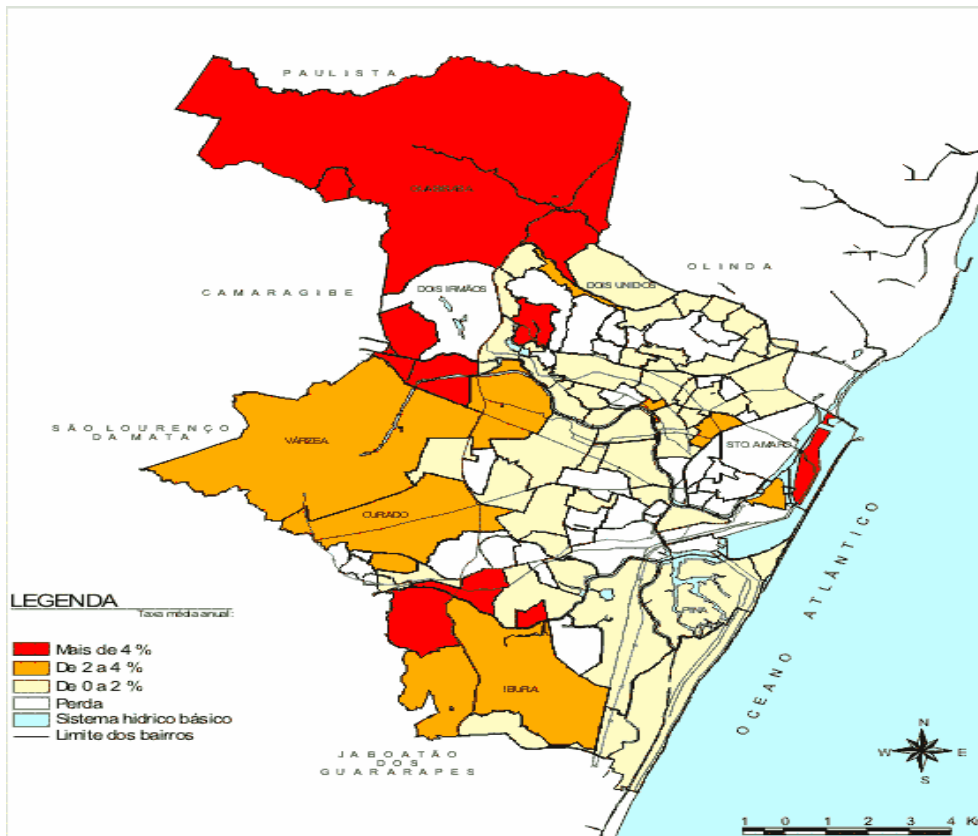 PAULISTA
OLINDA
CAMARAGIBE
DOIS IRMÃOS
DOIS UNIDOS
SÃO LOURENÇO
DA MATA
VÁRZEA
STO AMARO
CURADO
OCEANO ATLÂNTICO
PINA
IBURA
JABOATÃO
DOS
GUARARAPES
LEGENDA
Taxa média anual:
Mais de 4 %
De 2 a 4 %
De 0 a 2 %
Perda
Sistema hídrico básico
Limite dos bairros
N
W E
S
1 0 1 2 3 4 K